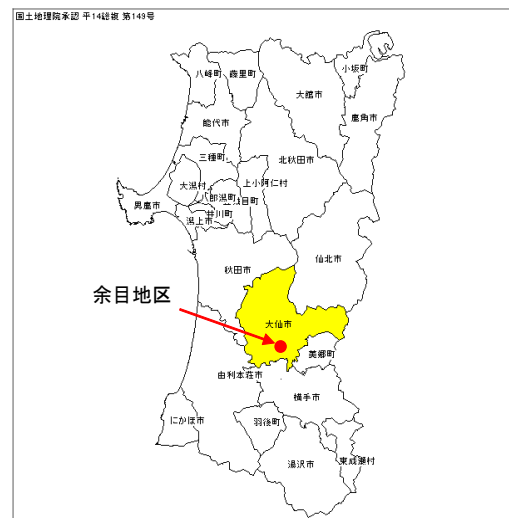 国土地理院承認 平14総複 第149号
小坂町
八峰町
藤里町
大館市
鹿角市
能代市
北秋田市
三種町
大潟村
上小阿仁村
八郎潟町
男鹿市
井川町
潟上市
仙北市
秋田市
余目地区
大仙市
美郷町
由利本荘市
横手市
にかほ市
羽後町
湯沢市
東成瀬村